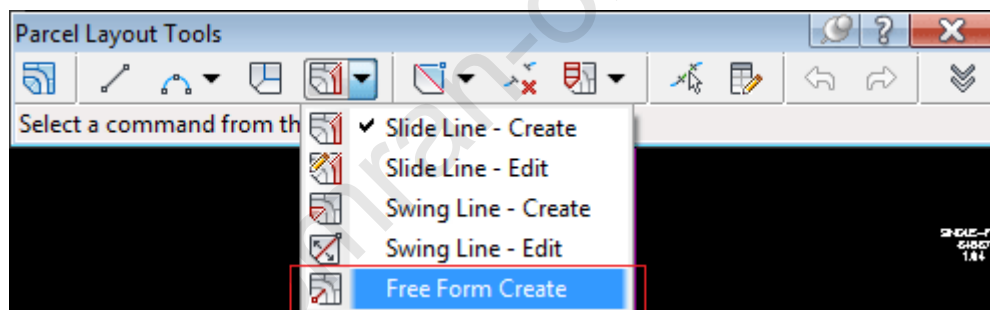 Parcel Layout Tools
Select a command from th
Slide Line - Create
Slide Line - Edit
Swing Line - Create
Swing Line - Edit
Free Form Create